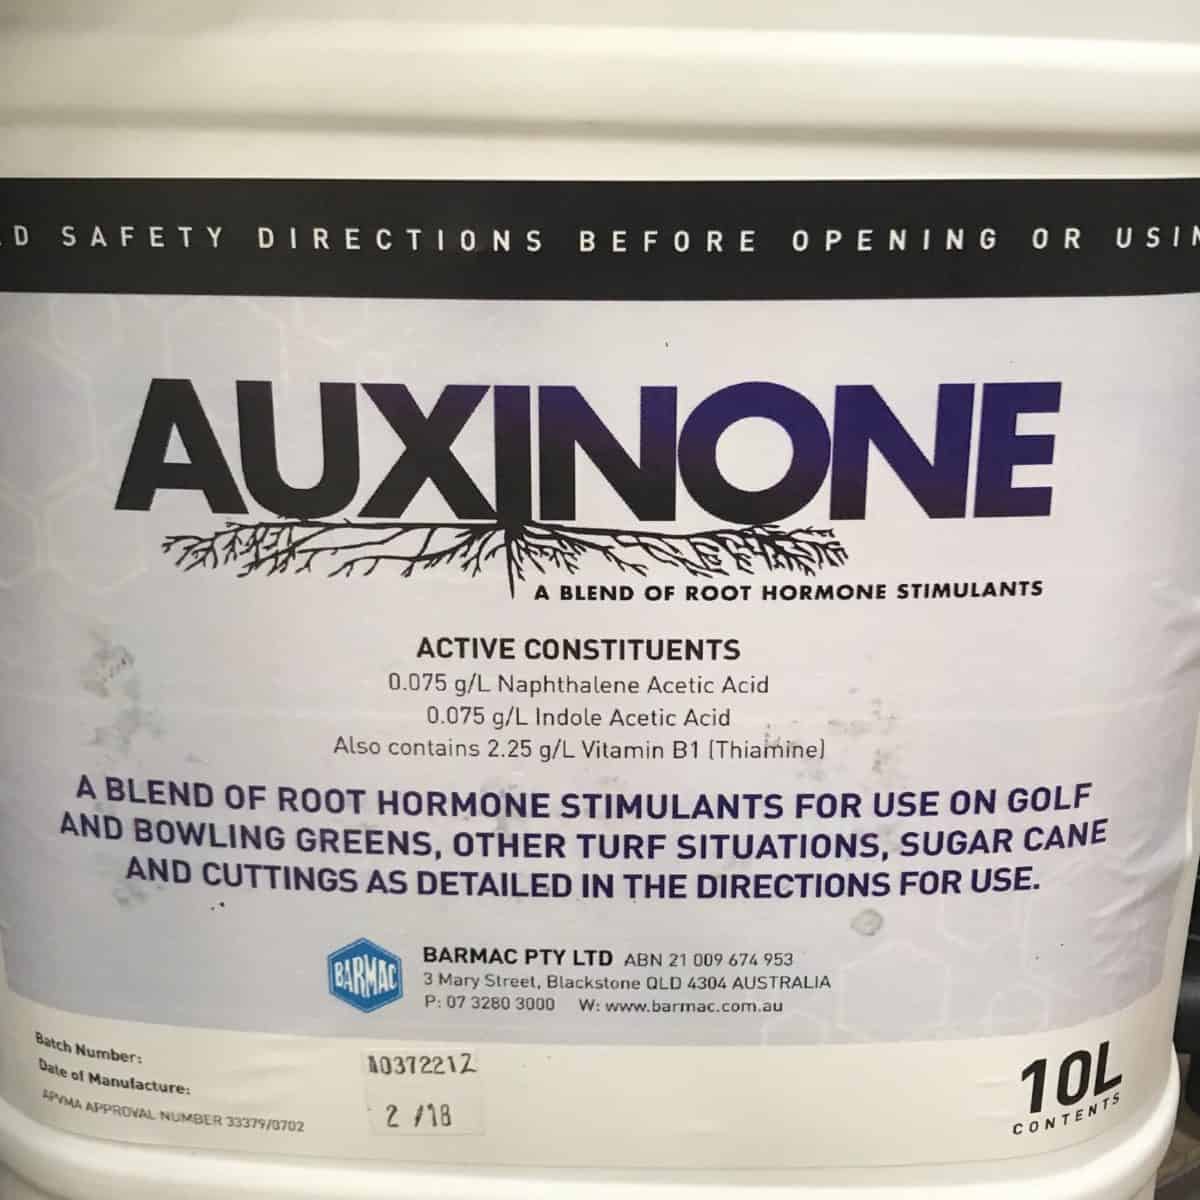 SAFETY DIRECTIONS BEFORE OPENING OR
AUXINONE
A BLEND OF ROOT HORMONE STIMULANTS
ACTIVE CONSTITUENTS
0.075 g/L Naphthalene Acetic Acid
0.075 g/L Indole Acetic Acid
Also contains 2.25 g/L Vitamin B1 (Thiamine)
A BLEND OF ROOT HORMONE STIMULANTS FOR USE ON GOLF
AND BOWLING GREENS, OTHER TURF SITUATIONS, SUGAR CANE
AND CUTTINGS AS DETAILED IN THE DIRECTIONS FOR USE.
BARMAC
BARMAC PTY LTD ABN 21 009 674 953
3 Mary Street, Blackstone QLD 4304 AUSTRALIA
P: 07 3280 3000 W: www.barmac.com.au
Batch Number: A0372212
Date of Manufacture: 2 /18
APVMA APPROVAL NUMBER 33379/0702
10L
CONTENTS